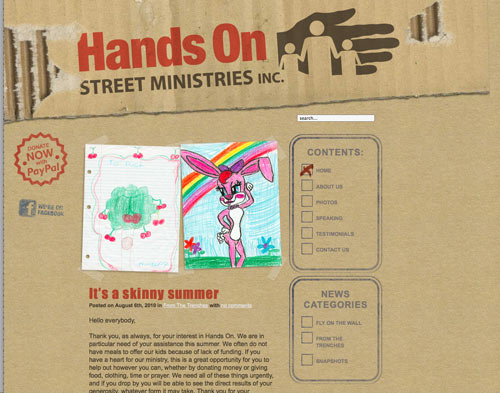 Hands On
STREET MINISTRIES INC.
search...
DONATE
NOW
with
PayPal
WE'RE ON
FACEBOOK
CONTENTS:
HOME
ABOUT US
PHOTOS
SPEAKING
TESTIMONIALS
CONTACT US
It's a skinny summer
Posted on August 6th, 2010 in From The Trenches with no comments
Hello everybody,
Thank you, as always, for your interest in Hands On. We are in
particular need of your assistance this summer. We often do not
have meals to offer our kids because of lack of funding. If you
have a heart for our ministry, this is a great opportunity for you to
help out however you can, whether by donating money or giving
food, clothing, time or prayer. We need all of these things urgently,
and if you drop by you will be able to see the direct results of your
generosity, whatever form it may take. Thank you for your
NEWS
CATEGORIES
FLY ON THE WALL
FROM THE
TRENCHES
SNAPSHOTS